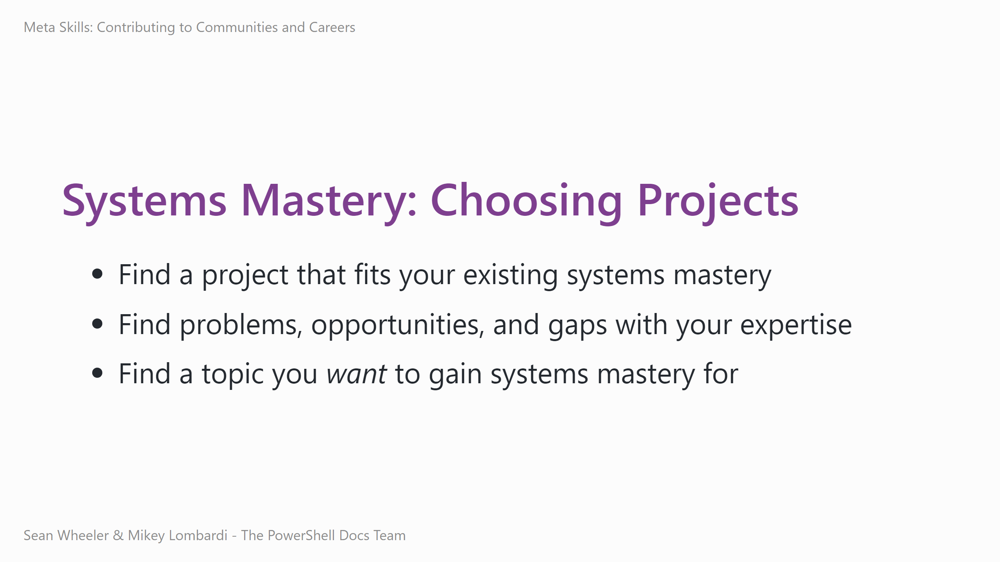 Meta Skills: Contributing to Communities and Careers
Systems Mastery: Choosing Projects
• Find a project that fits your existing systems mastery
• Find problems, opportunities, and gaps with your expertise
• Find a topic you want to gain systems mastery for
Sean Wheeler & Mikey Lombardi - The PowerShell Docs Team